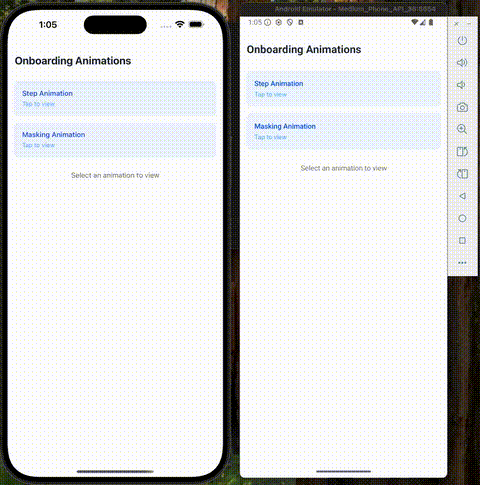 1:05
Onboarding Animations
Step Animation
Tap to view
Masking Animation
Tap to view
Select an animation to view
Android Emulator - Medium_Phone_API_36:5554
1:05
Onboarding Animations
Step Animation
Tap to view
Masking Animation
Tap to view
Select an animation to view